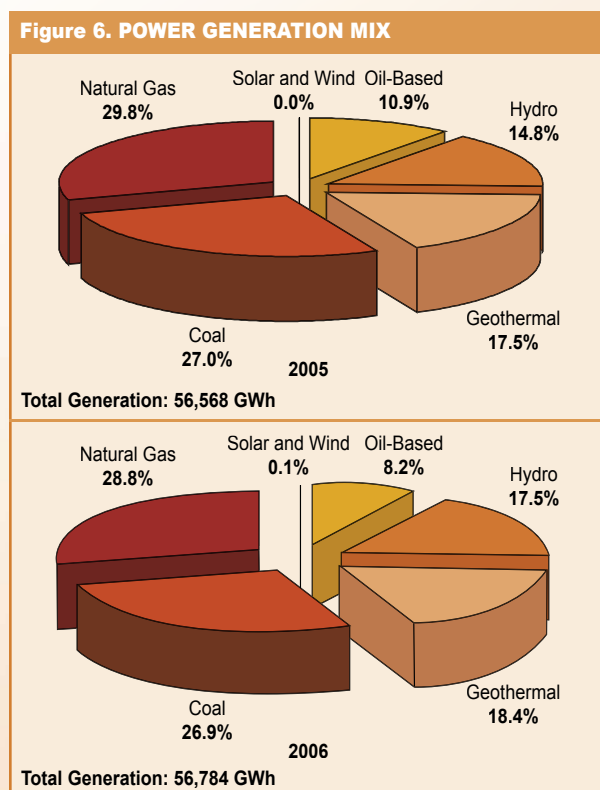 Figure 6. POWER GENERATION MIX
Natural Gas
29.8%
Solar and Wind
0.0%
Oil-Based
10.9%
Hydro
14.8%
Geothermal
17.5%
Coal
27.0%
2005
Total Generation: 56,568 GWh
Natural Gas
28.8%
Solar and Wind
0.1%
Oil-Based
8.2%
Hydro
17.5%
Geothermal
18.4%
Coal
26.9%
2006
Total Generation: 56,784 GWh